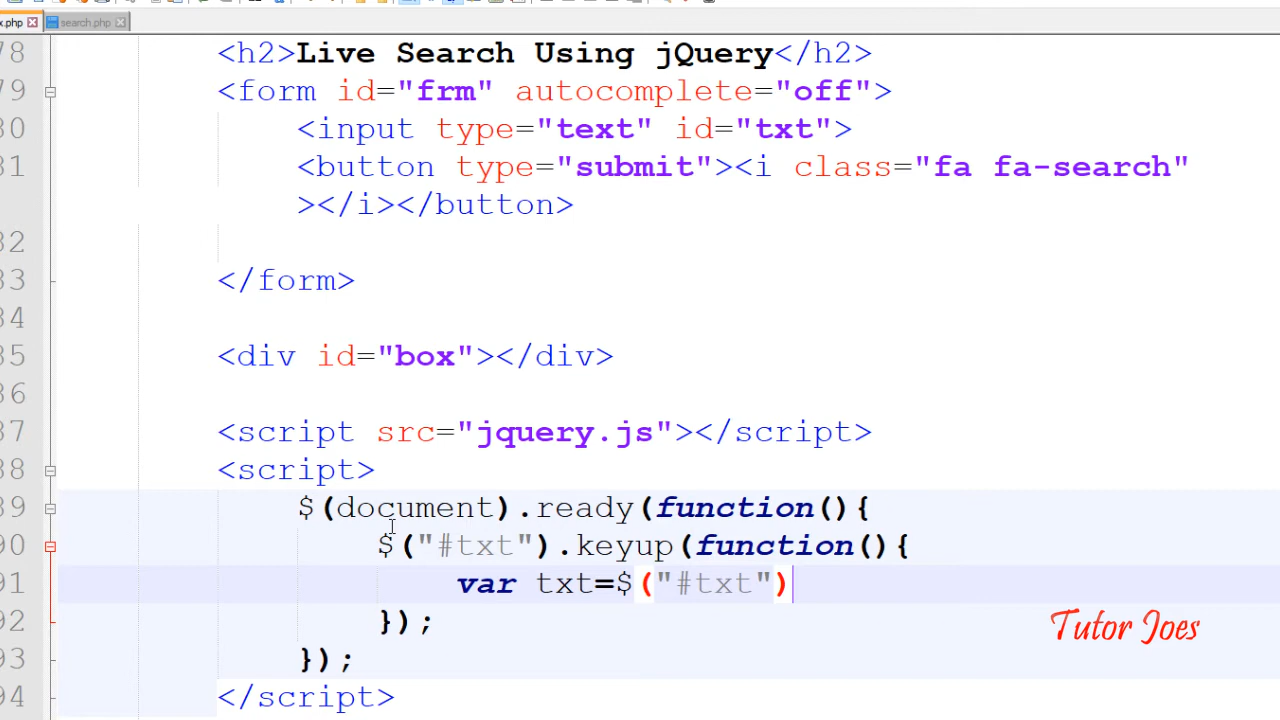 x.php search.php
78 <h2>Live Search Using jQuery</h2>
79 <form id="frm" autocomplete="off">
80 <input type="text" id="txt">
81 <button type="submit"><i class="fa fa-search"
></i></button>
82
83 </form>
84
85 <div id="box"></div>
86
87 <script src="jquery.js"></script>
88 <script>
89 $(document).ready(function(){
90 $("#txt").keyup(function(){
91 var txt=$("#txt")
92 });
93 });
94 </script>
Tutor Joes